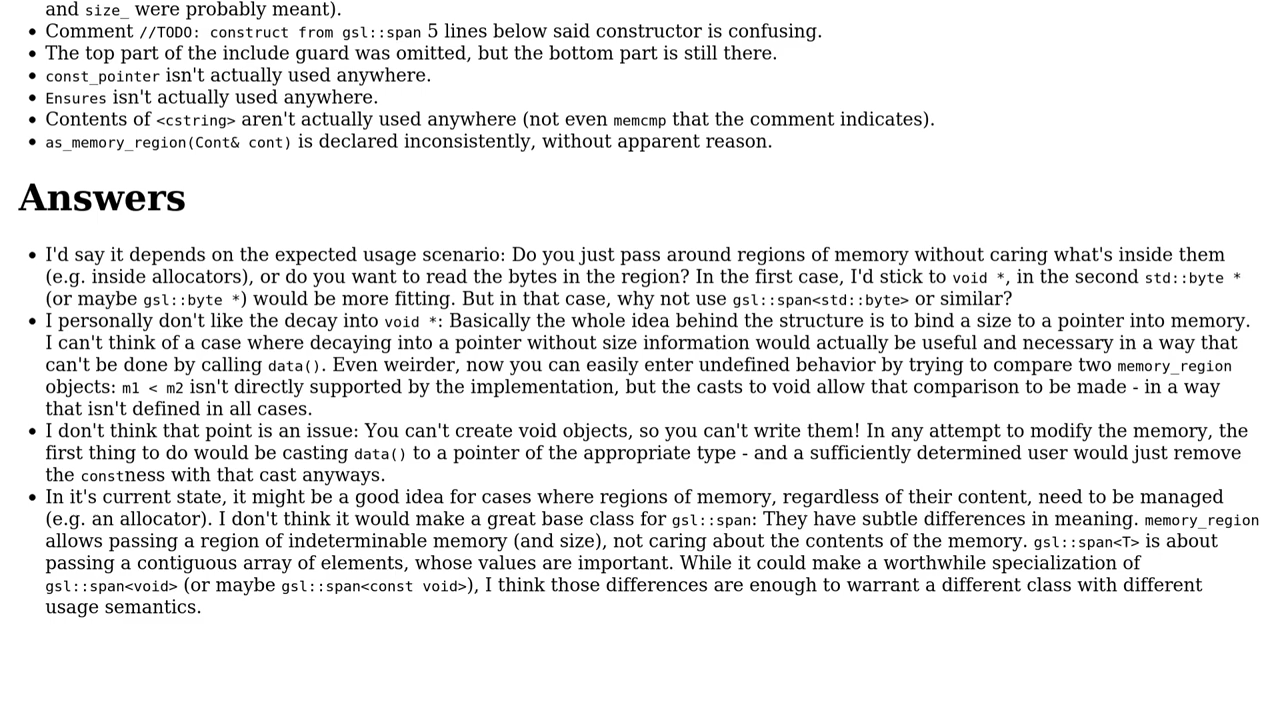 and size_ were probably meant).
• Comment //TODO: construct from gsl::span 5 lines below said constructor is confusing.
• The top part of the include guard was omitted, but the bottom part is still there.
• const_pointer isn't actually used anywhere.
• Ensures isn't actually used anywhere.
• Contents of <cstring> aren't actually used anywhere (not even memcmp that the comment indicates).
• as_memory_region(Cont& cont) is declared inconsistently, without apparent reason.
Answers
• I'd say it depends on the expected usage scenario: Do you just pass around regions of memory without caring what's inside them
(e.g. inside allocators), or do you want to read the bytes in the region? In the first case, I'd stick to void *, in the second std::byte *
(or maybe gsl::byte *) would be more fitting. But in that case, why not use gsl::span<std::byte> or similar?
• I personally don't like the decay into void *: Basically the whole idea behind the structure is to bind a size to a pointer into memory.
I can't think of a case where decaying into a pointer without size information would actually be useful and necessary in a way that
can't be done by calling data(). Even weirder, now you can easily enter undefined behavior by trying to compare two memory_region
objects: m1 < m2 isn't directly supported by the implementation, but the casts to void allow that comparison to be made - in a way
that isn't defined in all cases.
• I don't think that point is an issue: You can't create void objects, so you can't write them! In any attempt to modify the memory, the
first thing to do would be casting data() to a pointer of the appropriate type - and a sufficiently determined user would just remove
the constness with that cast anyways.
• In it's current state, it might be a good idea for cases where regions of memory, regardless of their content, need to be managed
(e.g. an allocator). I don't think it would make a great base class for gsl::span: They have subtle differences in meaning. memory_region
allows passing a region of indeterminable memory (and size), not caring about the contents of the memory. gsl::span<T> is about
passing a contiguous array of elements, whose values are important. While it could make a worthwhile specialization of
gsl::span<void> (or maybe gsl::span<const void>), I think those differences are enough to warrant a different class with different
usage semantics.